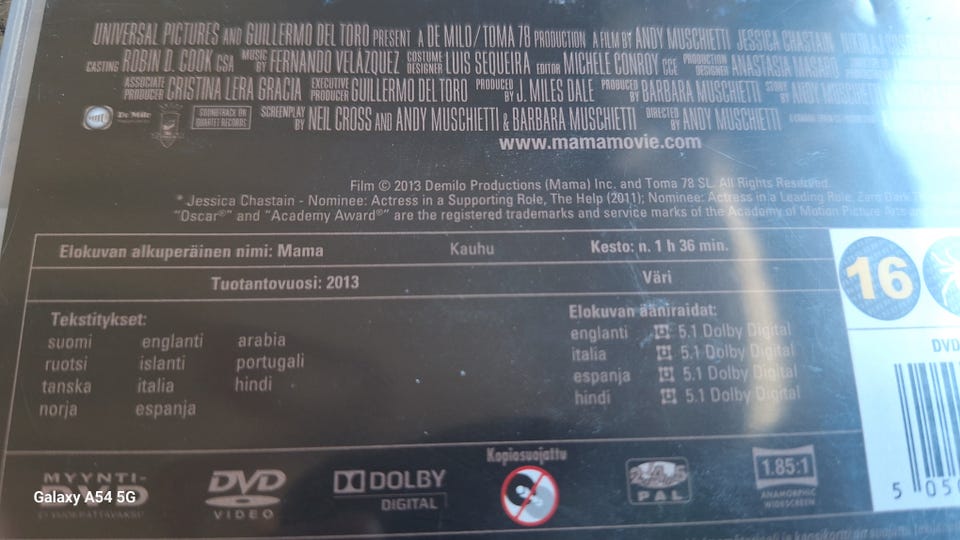 UNIVERSAL PICTURES AND GUILLERMO DEL TORO PRESENT A DE MILO/TOMA 78 PRODUCTION A FILM BY ANDY MUSCHIETTI JESSICA CHASTAIN
CASTING ROBIN D. COOK CSA MUSIC BY FERNANDO VELÁZQUEZ COSTUME DESIGNER LUIS SEQUEIRA EDITOR MICHELE CONROY CCE PRODUCTION DESIGNER ANASTASIA MASARO
ASSOCIATE PRODUCER CRISTINA LERA GRACIA EXECUTIVE PRODUCER GUILLERMO DEL TORO PRODUCED BY J. MILES DALE PRODUCED BY BARBARA MUSCHIETTI STORY BY ANDY
De Milo SOUNDTRACK ON QUARTET RECORDS SCREENPLAY BY NEIL CROSS AND ANDY MUSCHIETTI & BARBARA MUSCHIETTI DIRECTED BY ANDY MUSCHIETTI
www.mamamovie.com
Film © 2013 Demilo Productions (Mama) Inc. and Toma 78 SL. All Rights Reserved.
* Jessica Chastain - Nominee: Actress in a Supporting Role, The Help (2011); Nominee: Actress in a Leading Role, Zero Dark
"Oscar®" and "Academy Award®" are the registered trademarks and service marks of the Academy of Motion Picture Arts and
Elokuvan alkuperäinen nimi: Mama Kauhu Kesto: n. 1 h 36 min.
Tuotantovuosi: 2013 Väri
16
Tekstitykset:
suomi englanti arabia
ruotsi islanti portugali
tanska italia hindi
norja espanja
Elokuvan ääniraidat:
englanti 5.1 Dolby Digital
italia 5.1 Dolby Digital
espanja 5.1 Dolby Digital
hindi 5.1 Dolby Digital
DVD
MYYNTI-
DVD VIDEO
DOLBY DIGITAL
Kopiosuojattu
2 5
PAL
1.85:1
ANAMORPHIC WIDESCREEN
5 050
Galaxy A54 5G